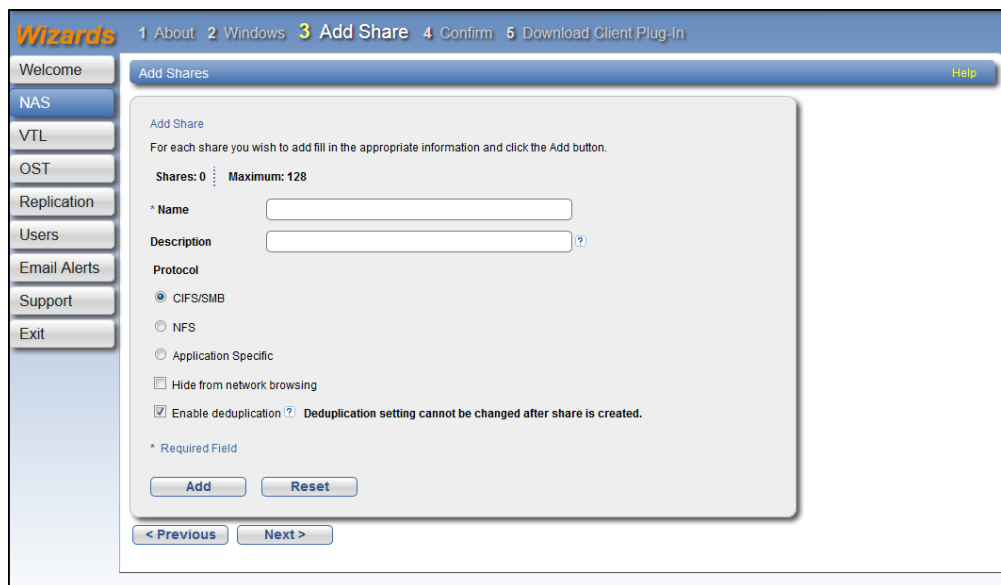 Wizards
1 About 2 Windows 3 Add Share 4 Confirm 5 Download Client Plug-In
Welcome
NAS
VTL
OST
Replication
Users
Email Alerts
Support
Exit
Add Shares
Help
Add Share
For each share you wish to add fill in the appropriate information and click the Add button.
Shares: 0 Maximum: 128
* Name
Description ?
Protocol
CIFS/SMB
NFS
Application Specific
Hide from network browsing
Enable deduplication ? Deduplication setting cannot be changed after share is created.
* Required Field
Add Reset
< Previous Next >